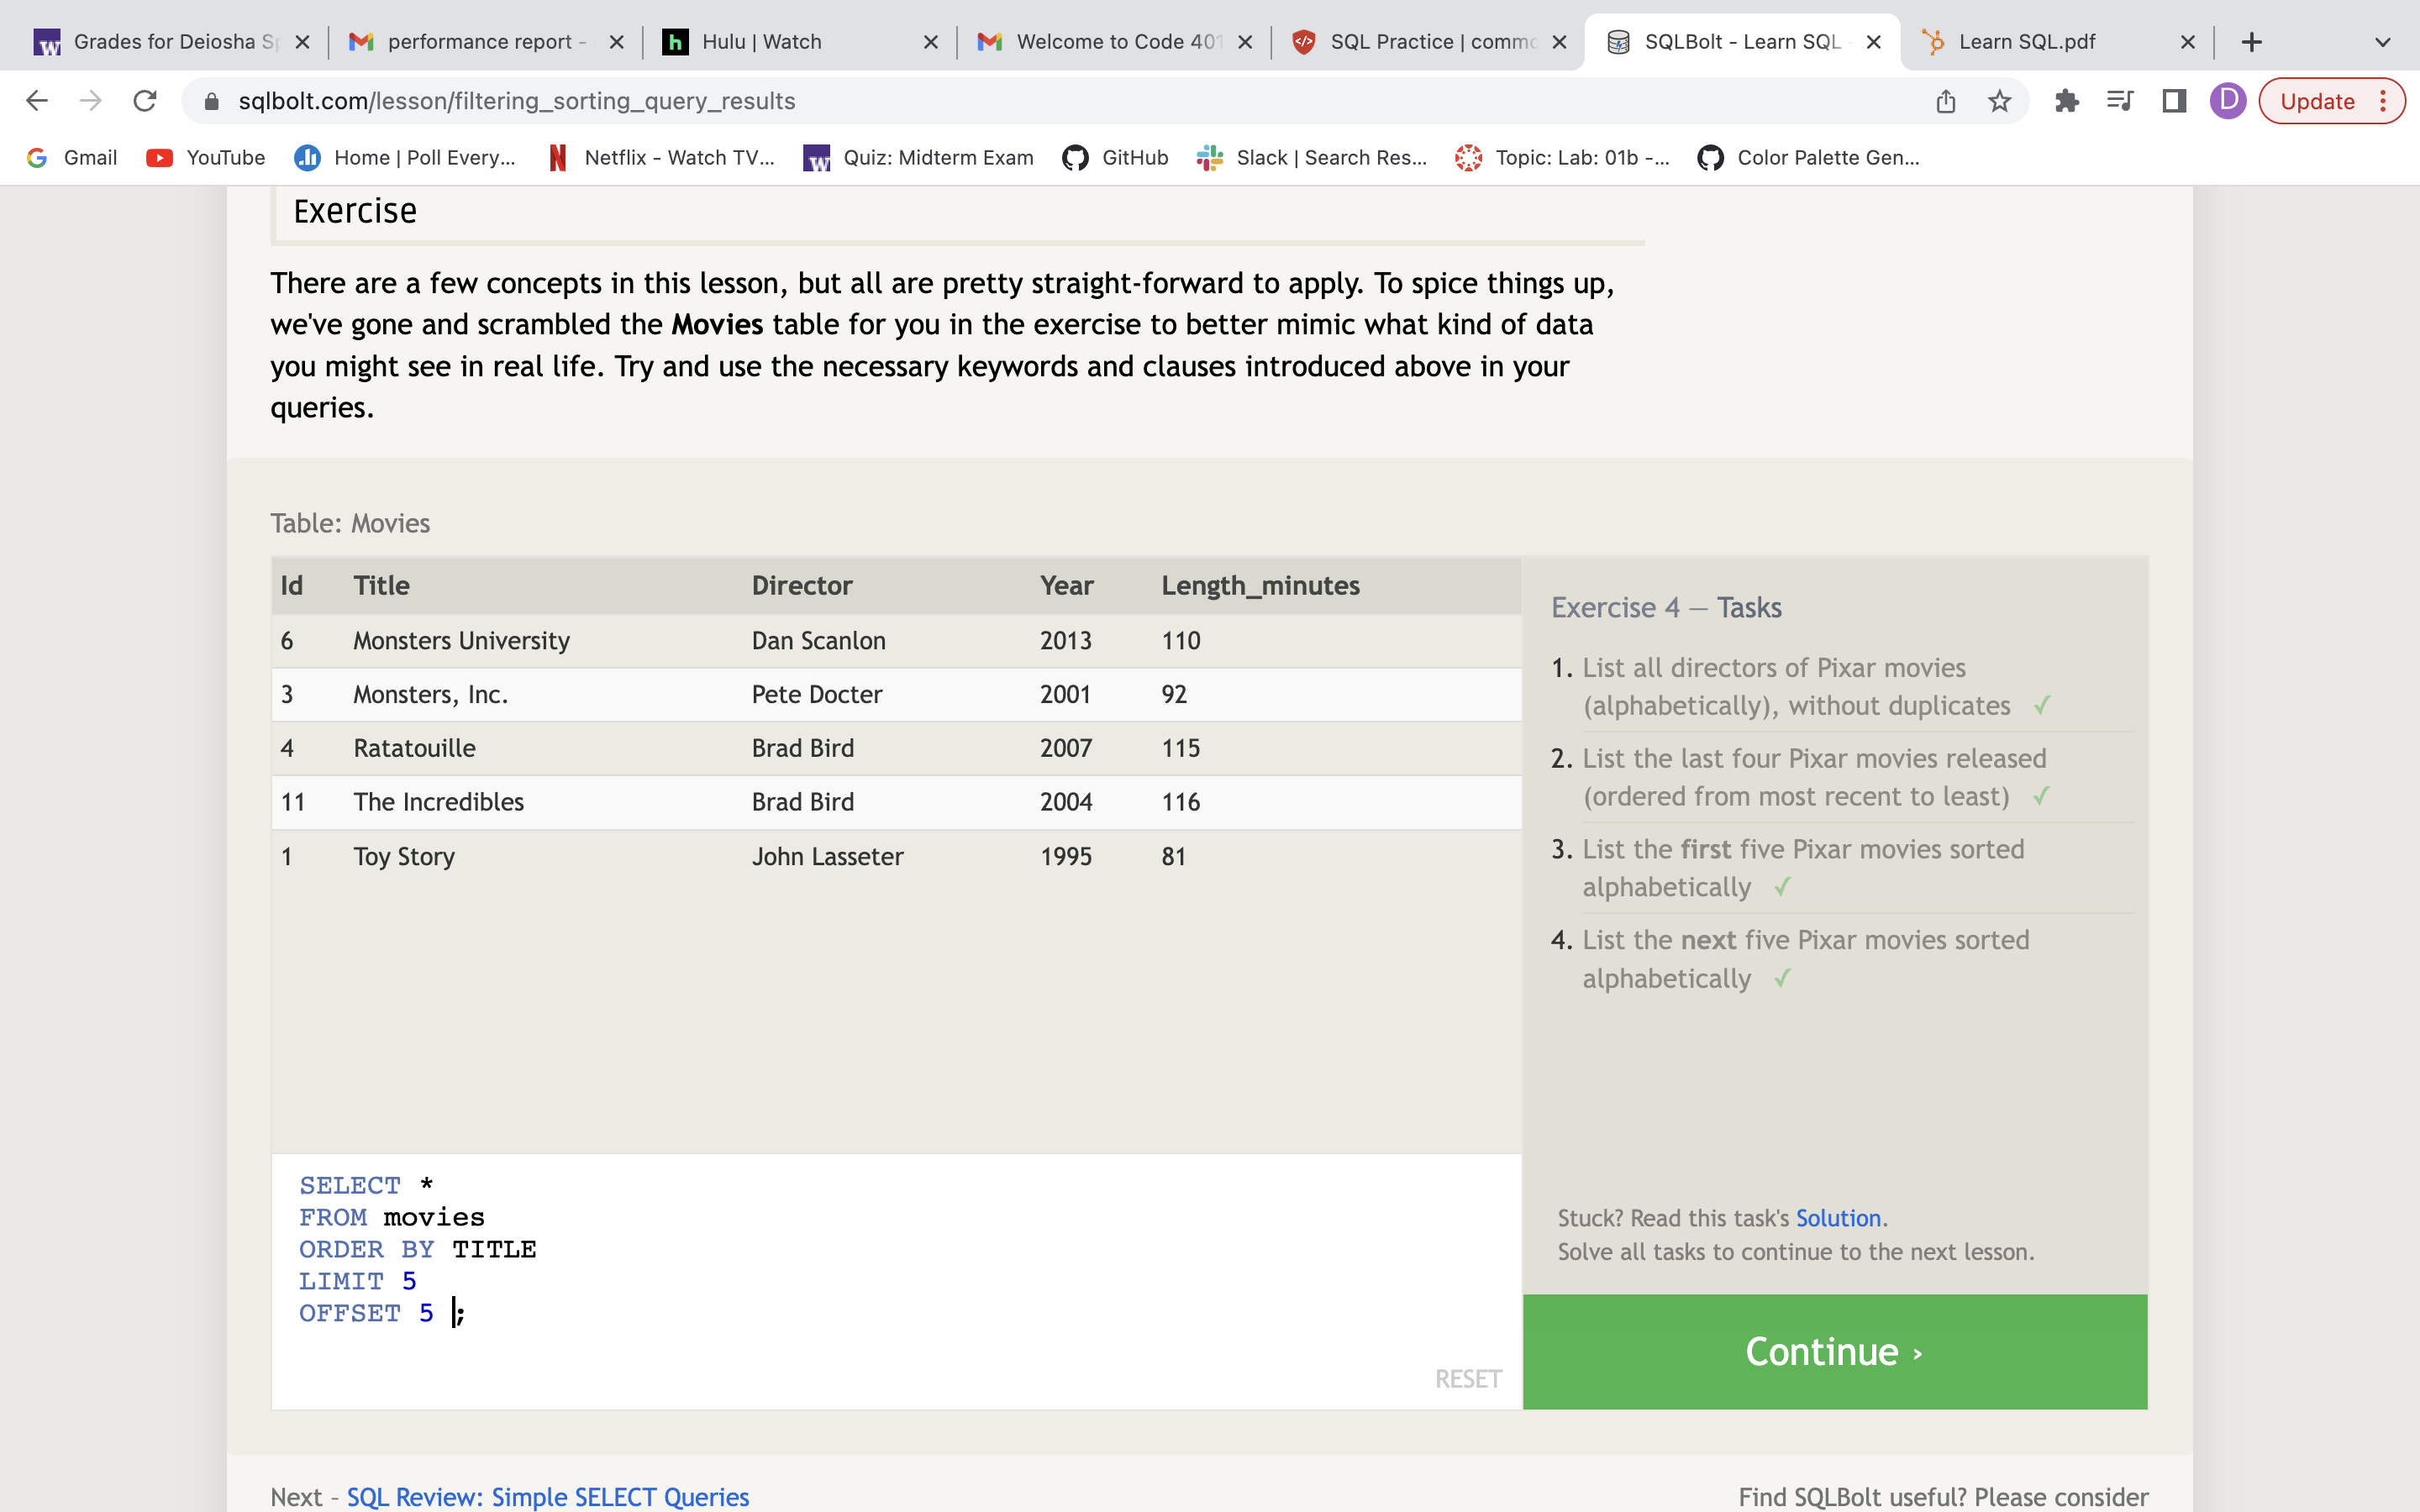 Grades for Deiosha Sp
performance report -
Hulu | Watch
Welcome to Code 401
SQL Practice | commo
SQLBolt - Learn SQL
Learn SQL.pdf
sqlbolt.com/lesson/filtering_sorting_query_results
D
Update
Gmail
YouTube
Home | Poll Every...
Netflix - Watch TV...
Quiz: Midterm Exam
GitHub
Slack | Search Res...
Topic: Lab: 01b -...
Color Palette Gen...
Exercise
There are a few concepts in this lesson, but all are pretty straight-forward to apply. To spice things up,
we've gone and scrambled the Movies table for you in the exercise to better mimic what kind of data
you might see in real life. Try and use the necessary keywords and clauses introduced above in your
queries.
Table: Movies
Id Title Director Year Length_minutes
6 Monsters University Dan Scanlon 2013 110
3 Monsters, Inc. Pete Docter 2001 92
4 Ratatouille Brad Bird 2007 115
11 The Incredibles Brad Bird 2004 116
1 Toy Story John Lasseter 1995 81
SELECT *
FROM movies
ORDER BY TITLE
LIMIT 5
OFFSET 5 ;
RESET
Exercise 4 — Tasks
1. List all directors of Pixar movies
(alphabetically), without duplicates ✓
2. List the last four Pixar movies released
(ordered from most recent to least) ✓
3. List the first five Pixar movies sorted
alphabetically ✓
4. List the next five Pixar movies sorted
alphabetically ✓
Stuck? Read this task's Solution.
Solve all tasks to continue to the next lesson.
Continue ›
Next – SQL Review: Simple SELECT Queries
Find SQLBolt useful? Please consider